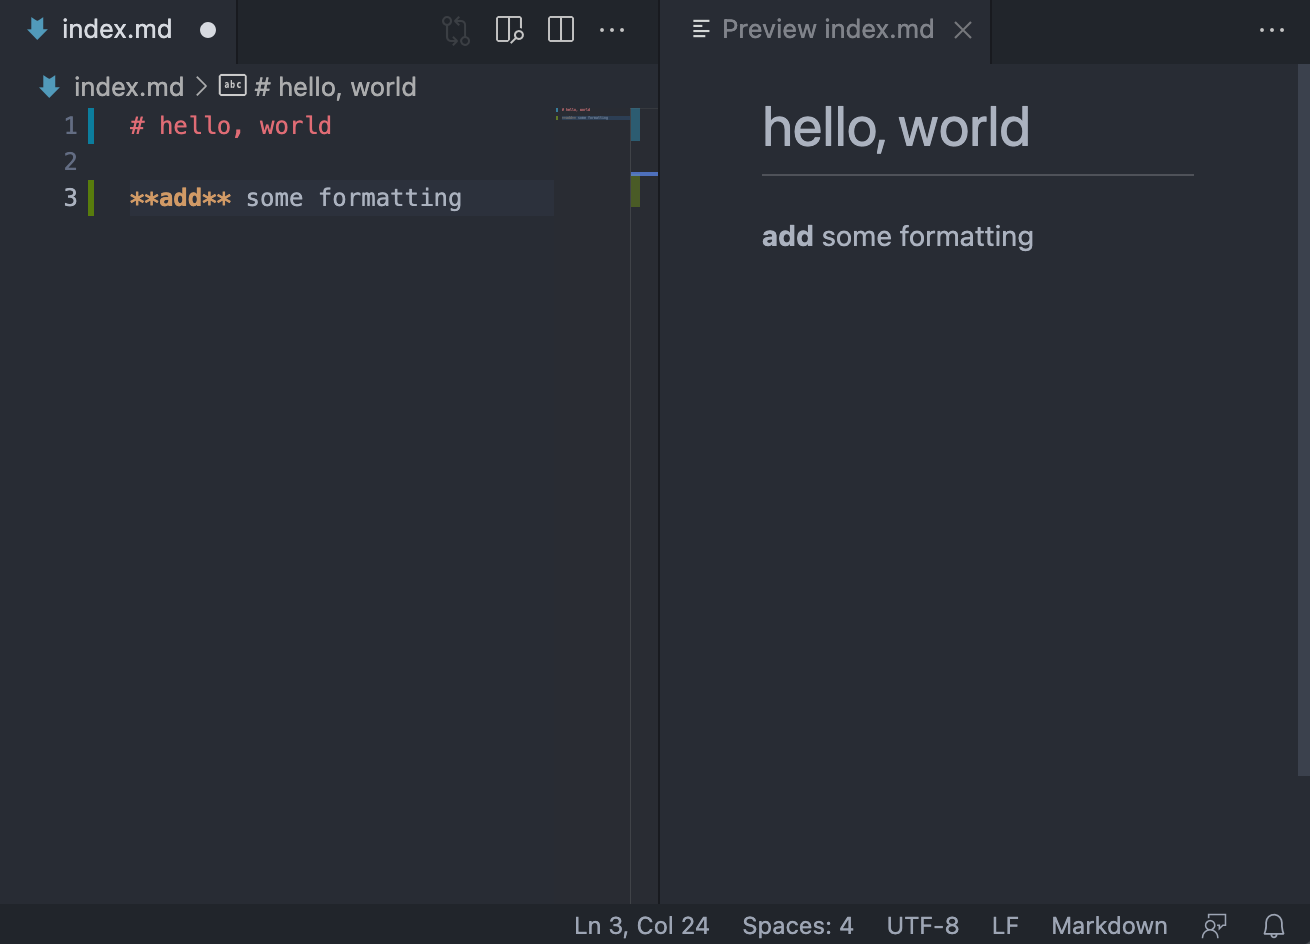 index.md
Preview index.md
index.md > abc # hello, world
1 # hello, world
2
3 **add** some formatting
hello, world
add some formatting
Ln 3, Col 24 Spaces: 4 UTF-8 LF Markdown